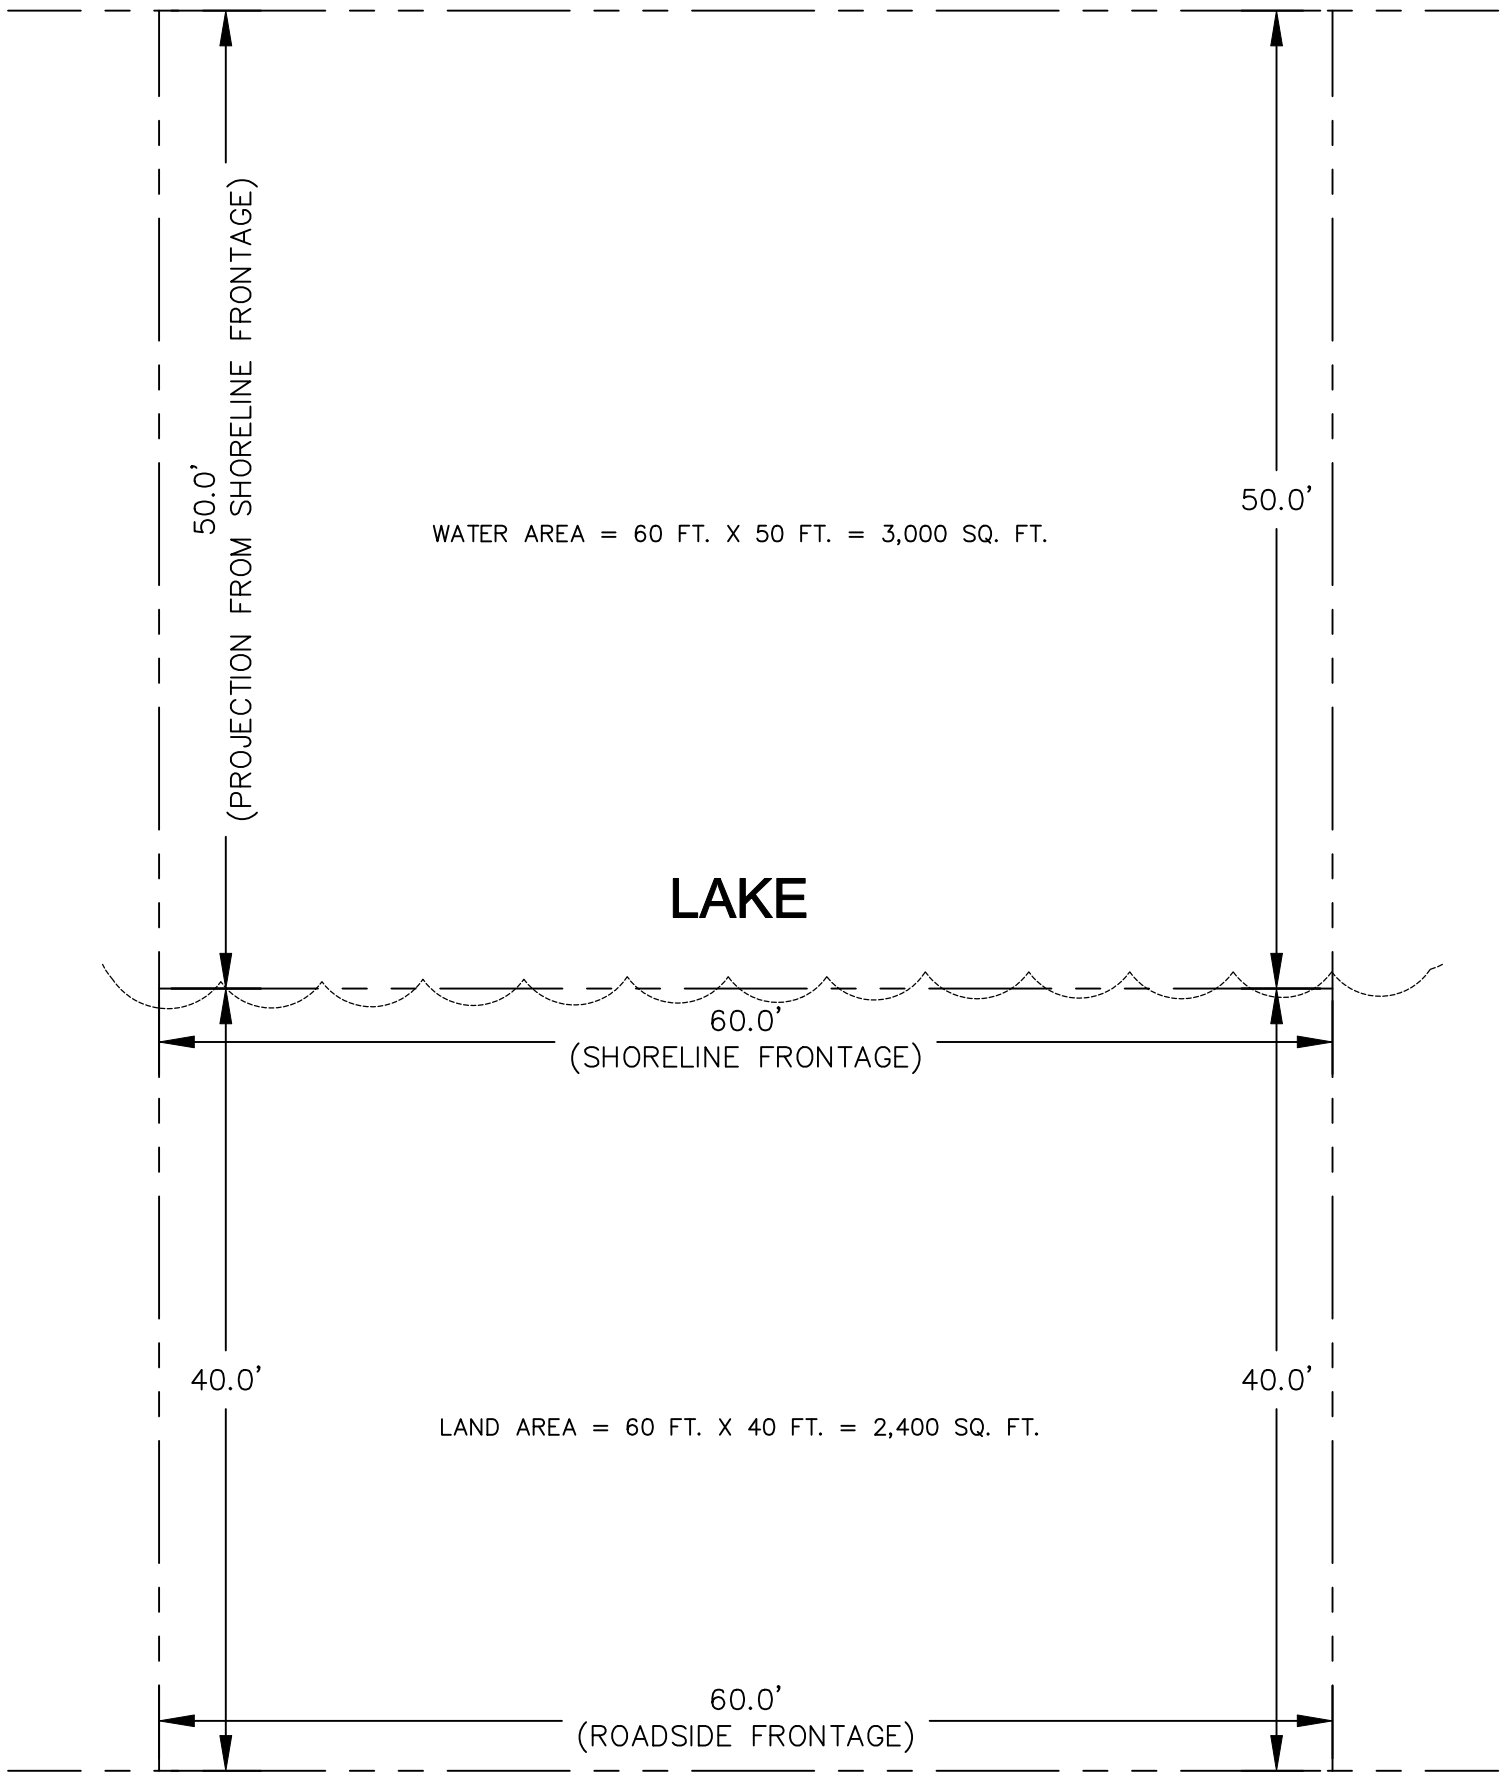 50.0'
(PROJECTION FROM SHORELINE FRONTAGE)
50.0'
WATER AREA = 60 FT. X 50 FT. = 3,000 SQ. FT.
LAKE
60.0'
(SHORELINE FRONTAGE)
40.0'
40.0'
LAND AREA = 60 FT. X 40 FT. = 2,400 SQ. FT.
60.0'
(ROADSIDE FRONTAGE)